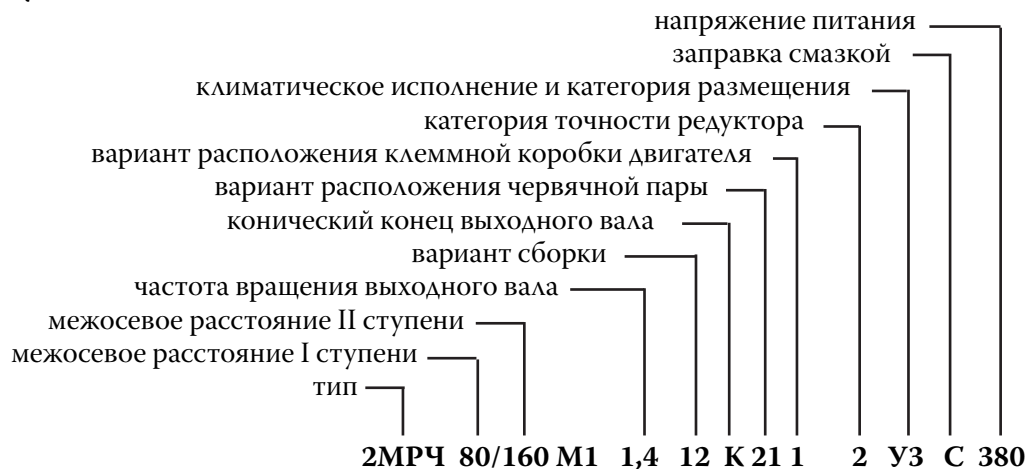 напряжение питания
заправка смазкой
климатическое исполнение и категория размещения
категория точности редуктора
вариант расположения клеммной коробки двигателя
вариант расположения червячной пары
конический конец выходного вала
вариант сборки
частота вращения выходного вала
межосевое расстояние II ступени
межосевое расстояние I ступени
тип
2МРЧ 80/160 М1 1,4 12 К 21 1 2 У3 С 380